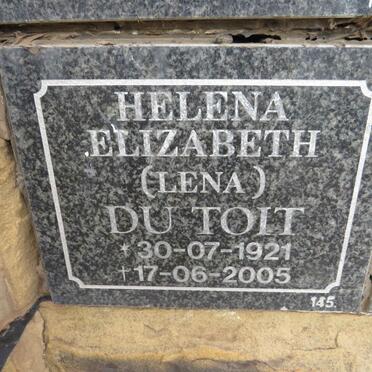 HELENA
ELIZABETH
(LENA)
DU TOIT
* 30-07-1921
+ 17-06-2005
145.